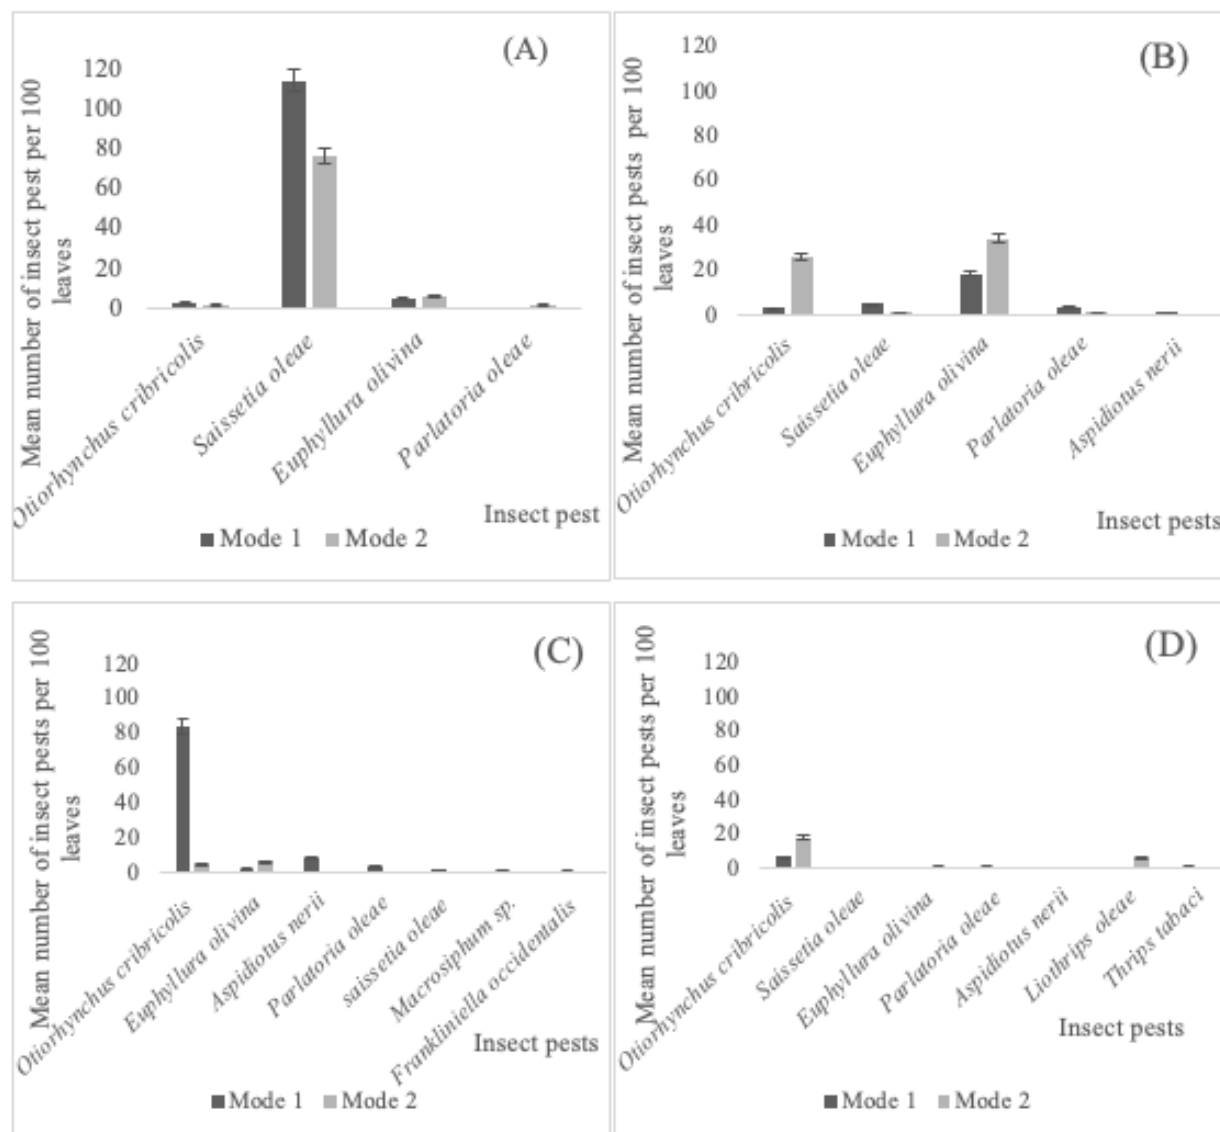 (A)
Mean number of insect pest per 100
leaves
120
100
80
60
40
20
0
Otiorhynchus cribricolis
Saissetia oleae
Euphyllura olivina
Parlatoria oleae
Insect pest
Mode 1 Mode 2
(B)
Mean number of insect pests per 100
leaves
120
100
80
60
40
20
0
Otiorhynchus cribricolis
Saissetia oleae
Euphyllura olivina
Parlatoria oleae
Aspidiotus nerii
Insect pests
Mode 1 Mode 2
(C)
Mean number of insect pests per 100
leaves
120
100
80
60
40
20
0
Otiorhynchus cribricolis
Euphyllura olivina
Aspidiotus nerii
Parlatoria oleae
saissetia oleae
Macrosiphum sp.
Frankliniella occidentalis
Insect pests
Mode 1 Mode 2
(D)
Mean number of insect pests per 100
leaves
120
100
80
60
40
20
0
Otiorhynchus cribricolis
Saissetia oleae
Euphyllura olivina
Parlatoria oleae
Aspidiotus nerii
Liothrips oleae
Thrips tabaci
Insect pests
Mode 1 Mode 2